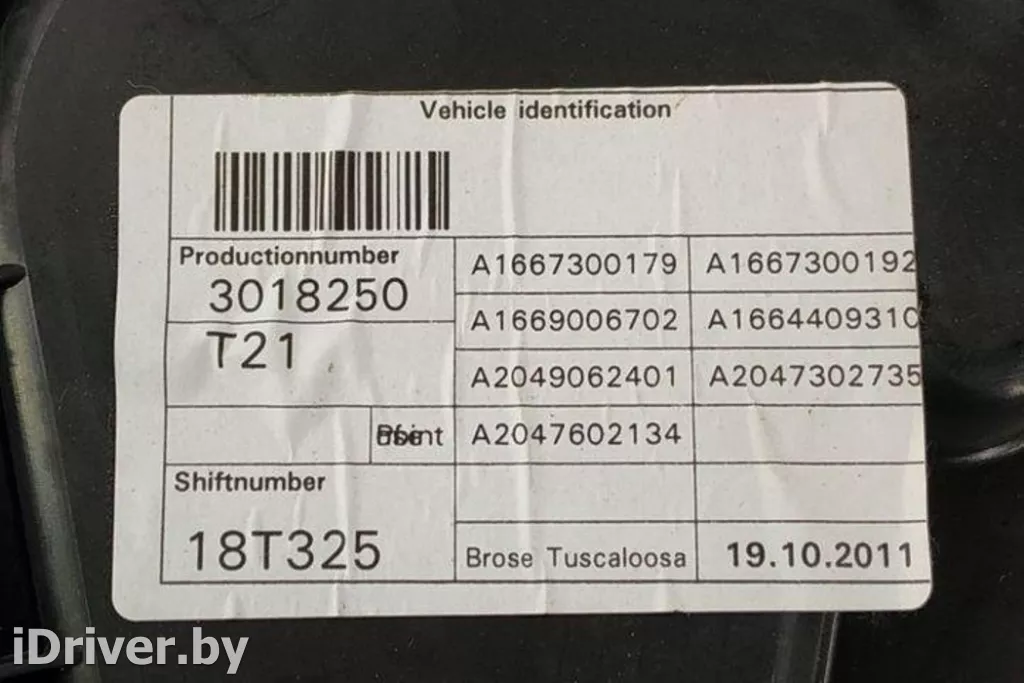 Vehicle identification
Productionnumber
3018250
A1667300179 A1667300192
T21
A1669006702 A1664409310
A2049062401 A2047302735
A2047602134
Shiftnumber
18T325
Brose Tuscaloosa 19.10.2011
iDriver.by